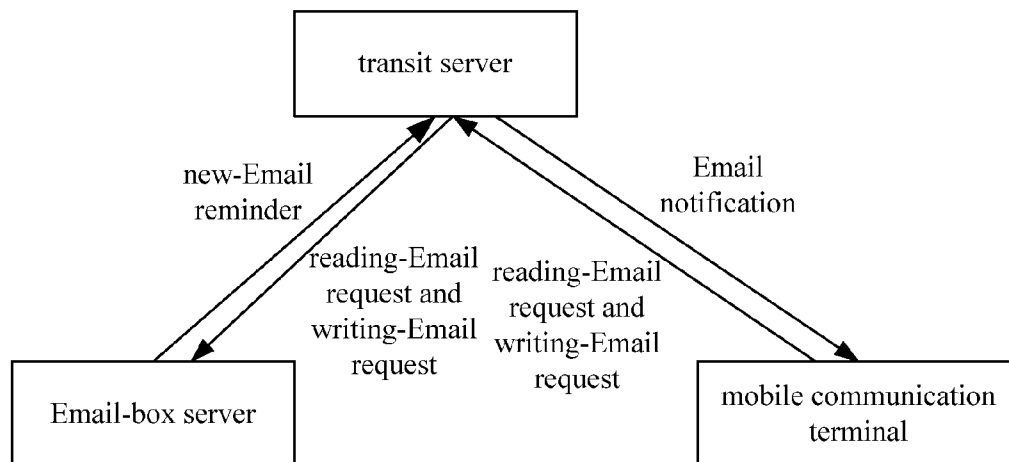 transit server
new-Email
reminder
Email
notification
reading-Email
request and
writing-Email
request
reading-Email
request and
writing-Email
request
Email-box server
mobile communication
terminal